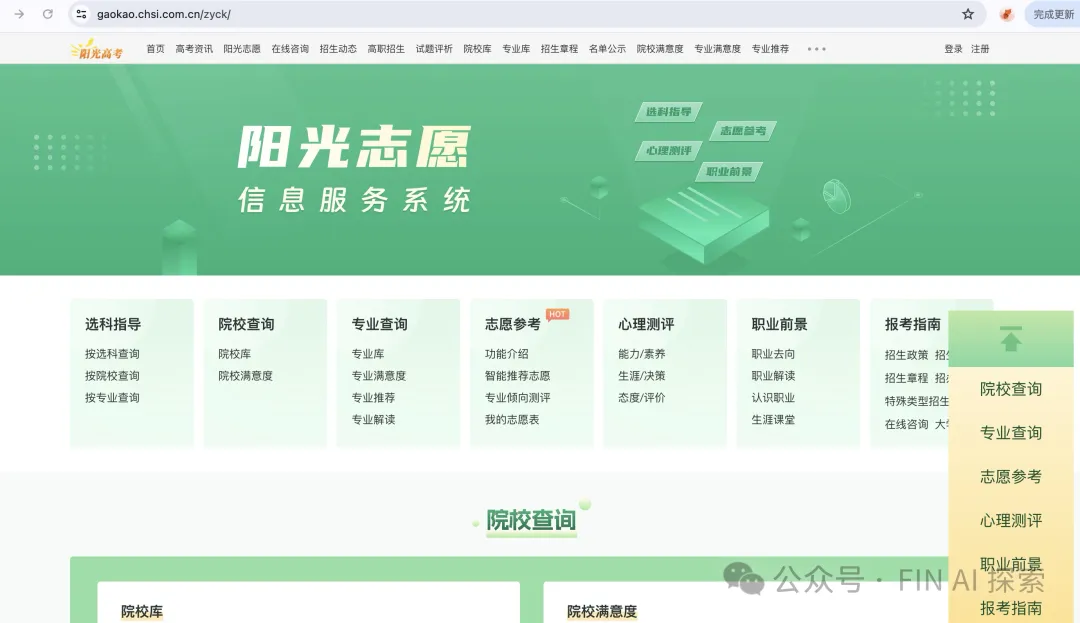 gaokao.chsi.com.cn/zyck/
完成更新
阳光高考
首页 高考资讯 阳光志愿 在线咨询 招生动态 高职招生 试题评析 院校库 专业库 招生章程 名单公示 院校满意度 专业满意度 专业推荐 ••• 登录 注册
阳光志愿
信息服务系统
选科指导
志愿参考
心理测评
职业前景
选科指导
按选科查询
按院校查询
按专业查询
院校查询
院校库
院校满意度
专业查询
专业库
专业满意度
专业推荐
专业解读
志愿参考 HOT
功能介绍
智能推荐志愿
专业倾向测评
我的志愿表
心理测评
能力/素养
生涯/决策
态度/评价
职业前景
职业去向
职业解读
认识职业
生涯课堂
报考指南
招生政策
招生章程
特殊类型招生
在线咨询
院校查询
专业查询
志愿参考
心理测评
职业前景
报考指南
院校查询
院校库
院校满意度
公众号 · FIN AI 探索